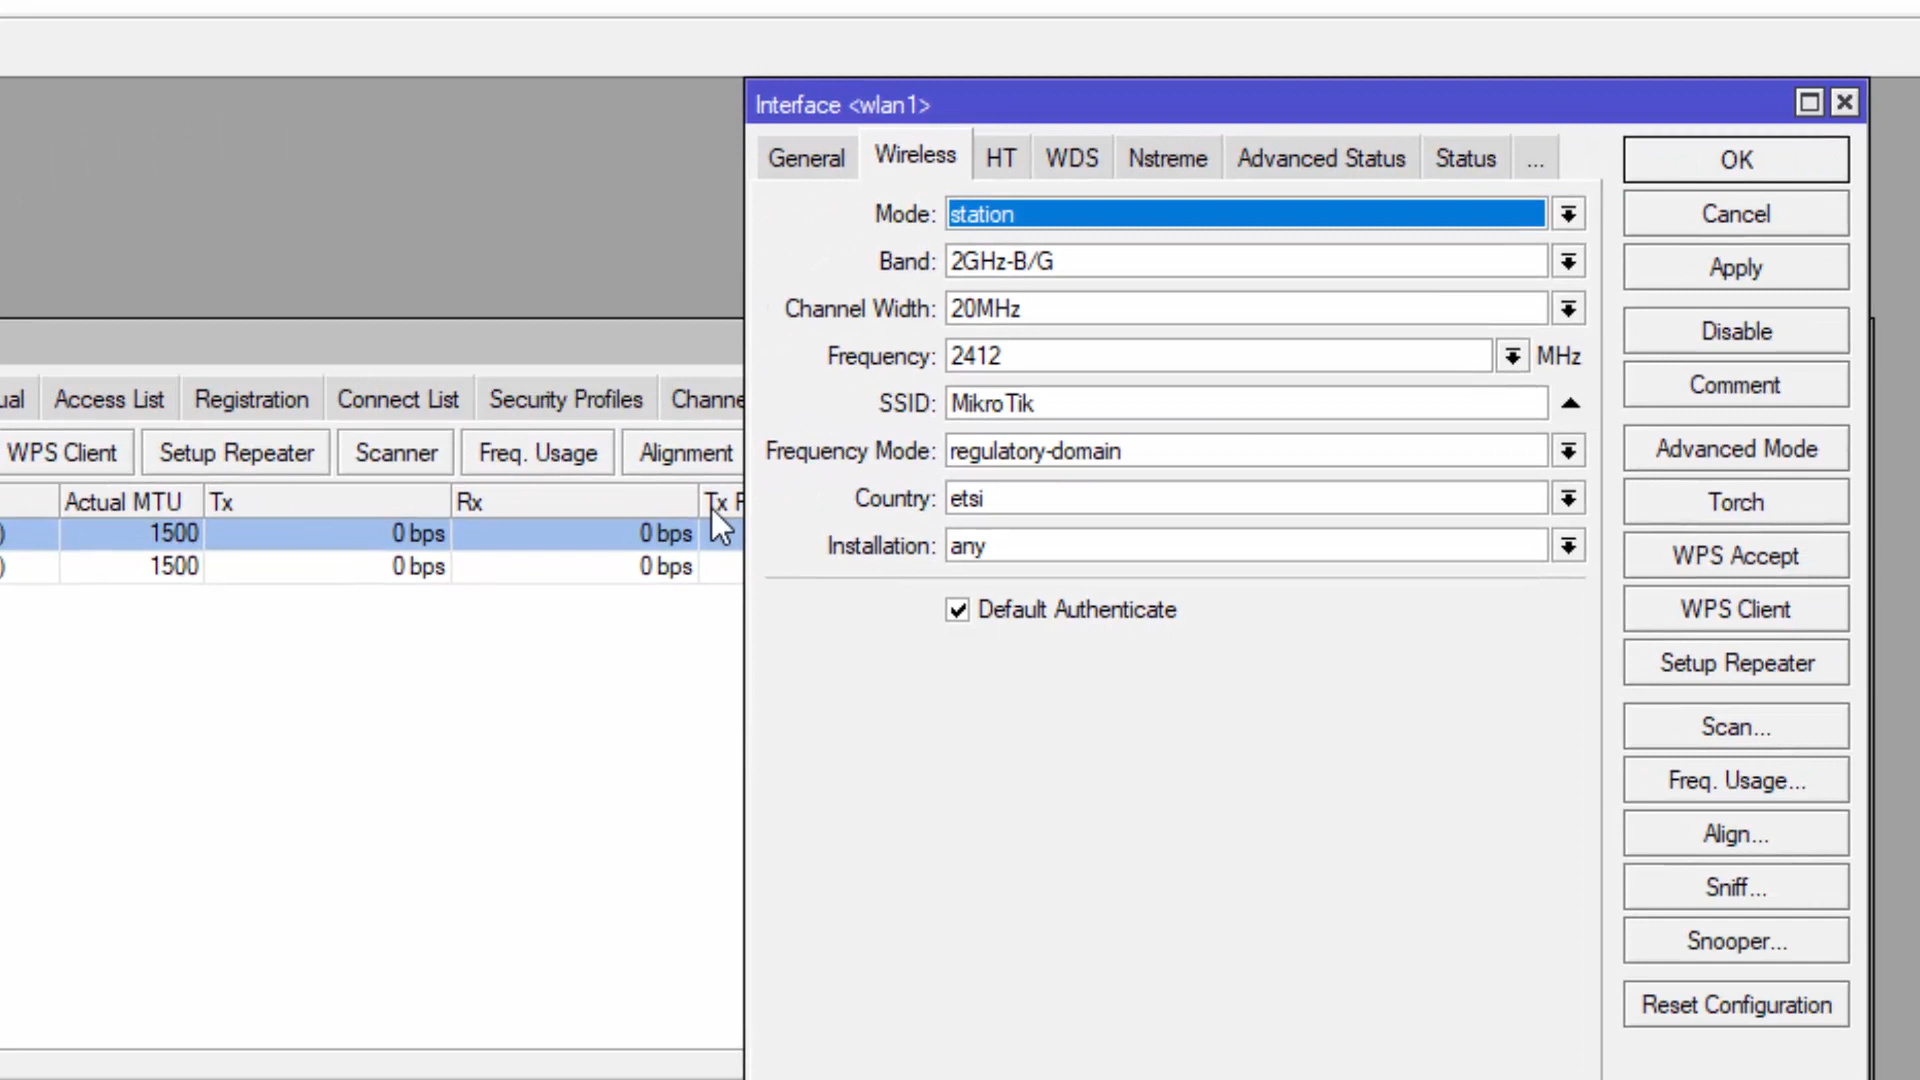 Interface <wlan1>
General Wireless HT WDS Nstreme Advanced Status Status ...
Mode: station
Band: 2GHz-B/G
Channel Width: 20MHz
Frequency: 2412 MHz
SSID: MikroTik
Frequency Mode: regulatory-domain
Country: etsi
Installation: any
Default Authenticate
OK
Cancel
Apply
Disable
Comment
Advanced Mode
Torch
WPS Accept
WPS Client
Setup Repeater
Scan...
Freq. Usage...
Align...
Sniff...
Snooper...
Reset Configuration
ual Access List Registration Connect List Security Profiles Channe
WPS Client Setup Repeater Scanner Freq. Usage Alignment
Actual MTU Tx Rx Tx P
) 1500 0 bps 0 bps
) 1500 0 bps 0 bps